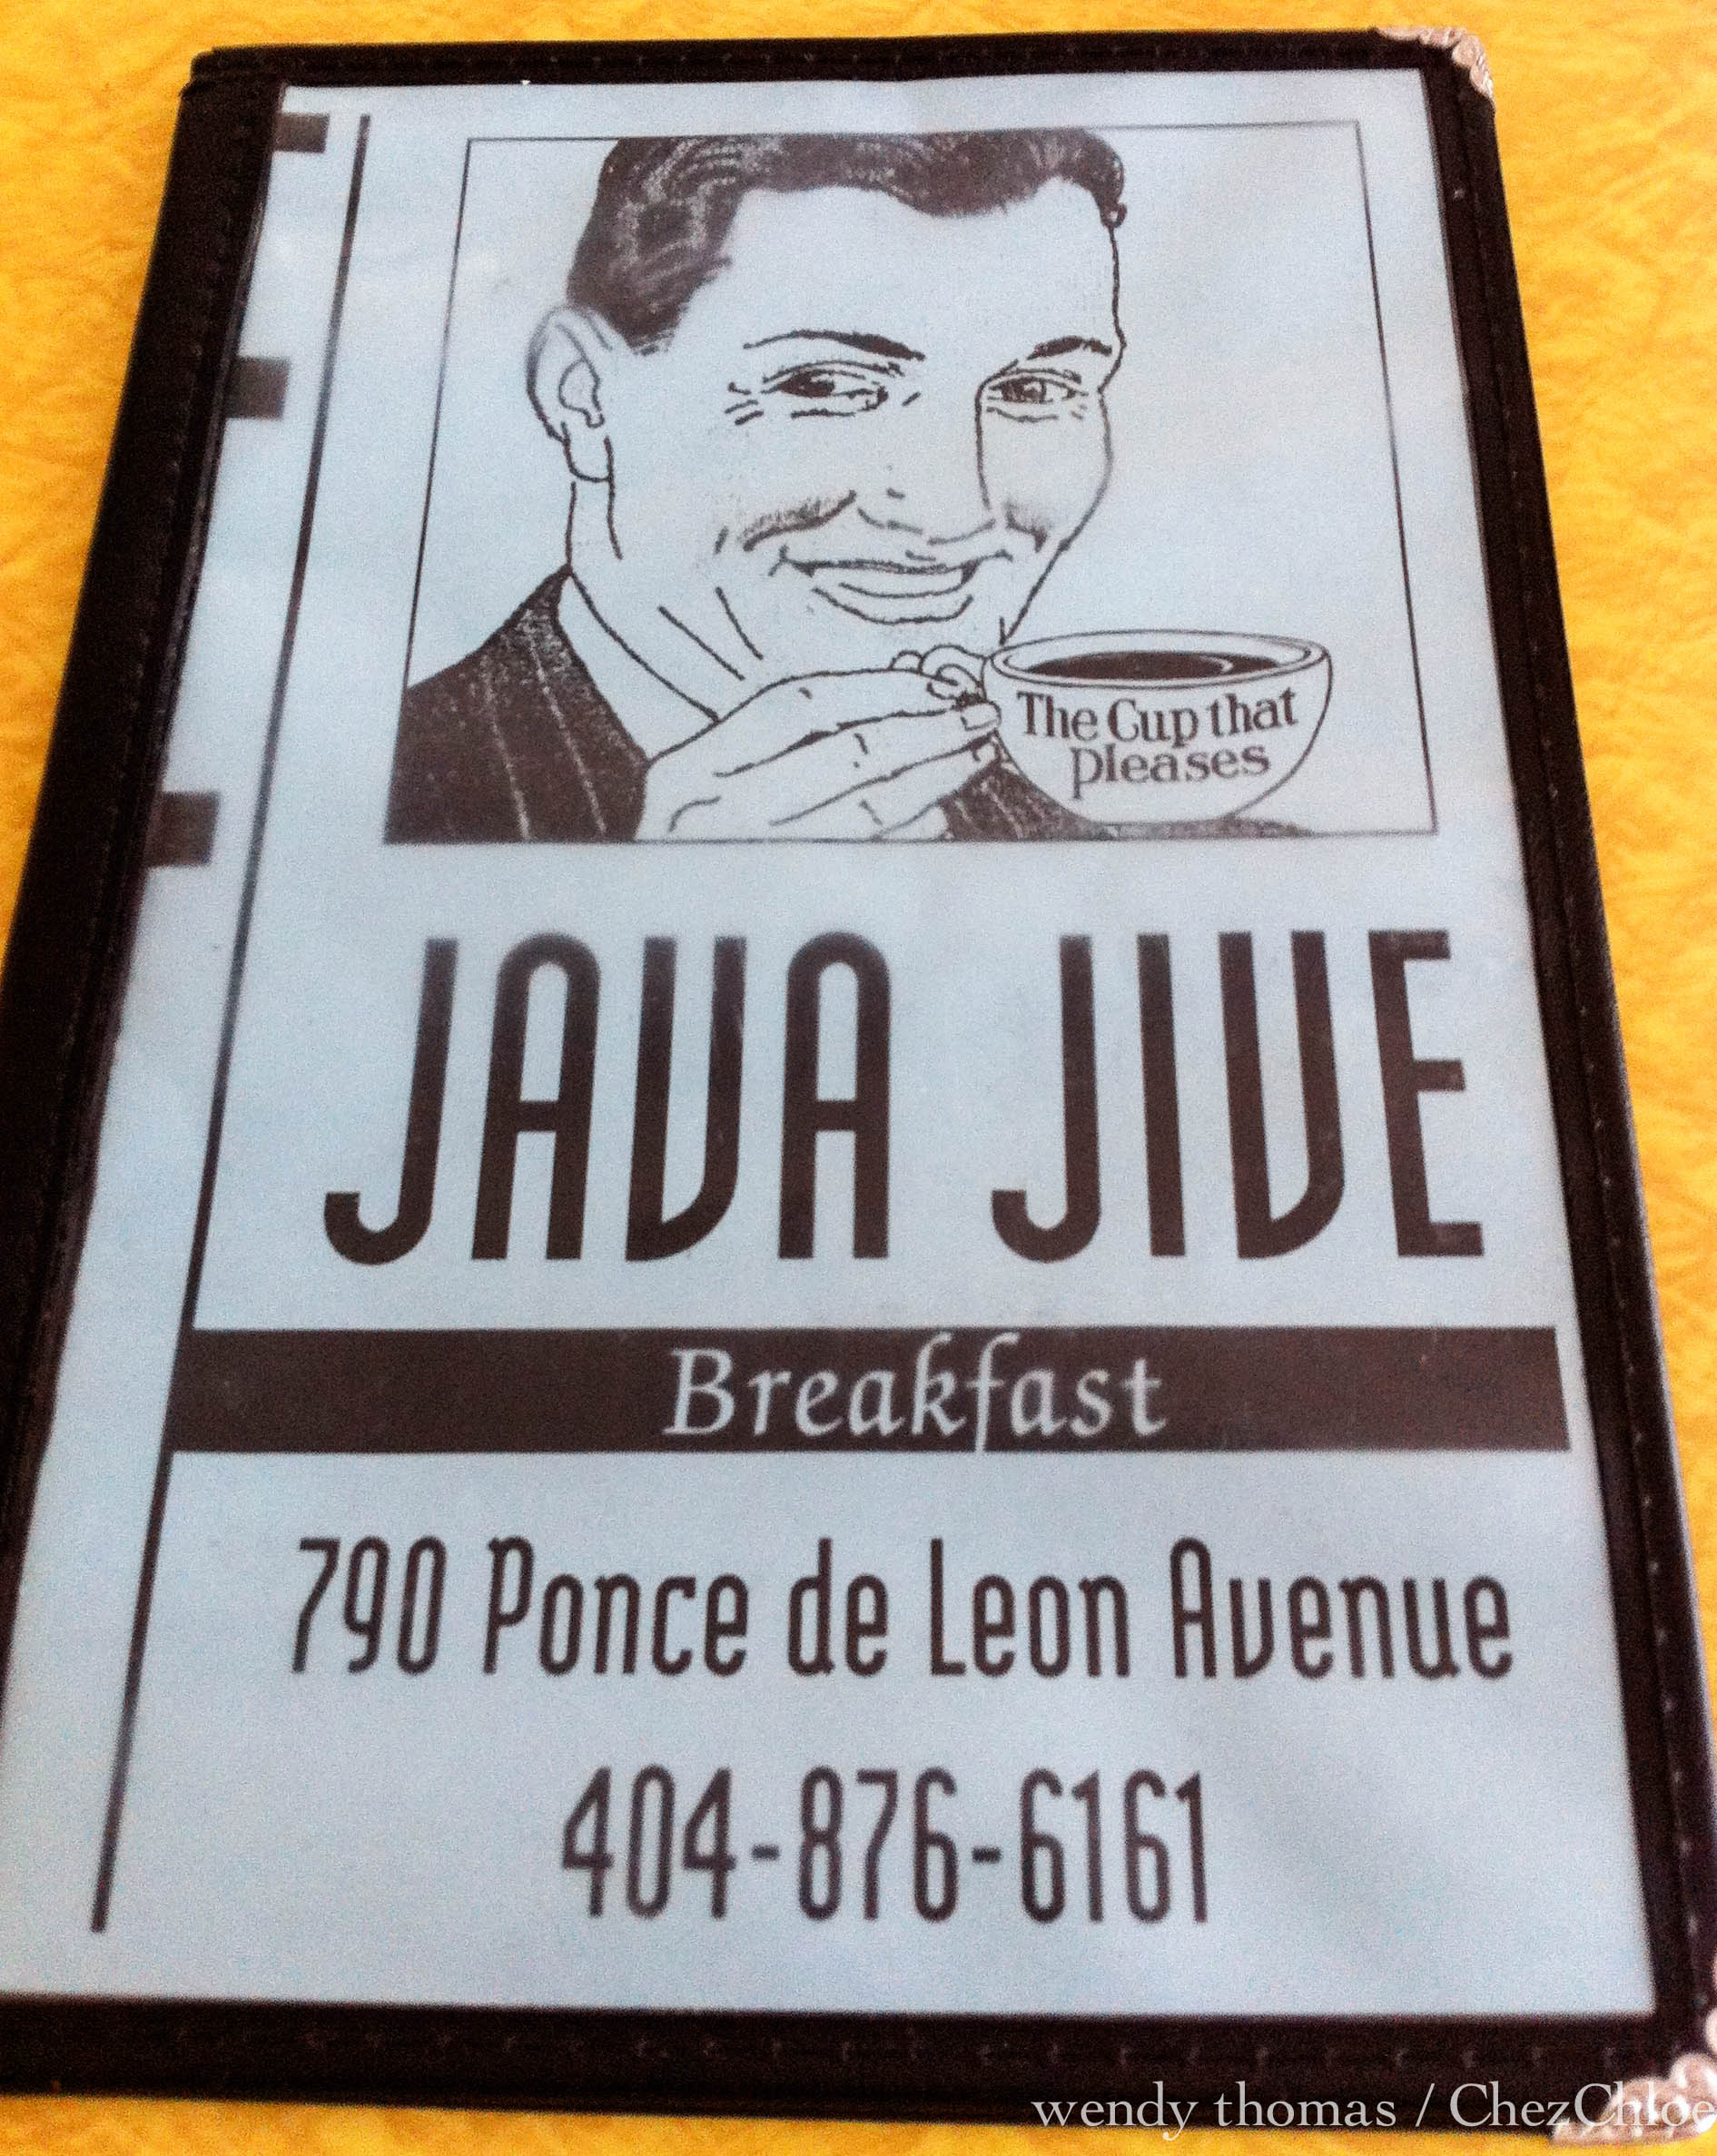 The Cup that
pleases
JAVA JIVE
Breakfast
790 Ponce de Leon Avenue
404-876-6161
wendy thomas / ChezChloe